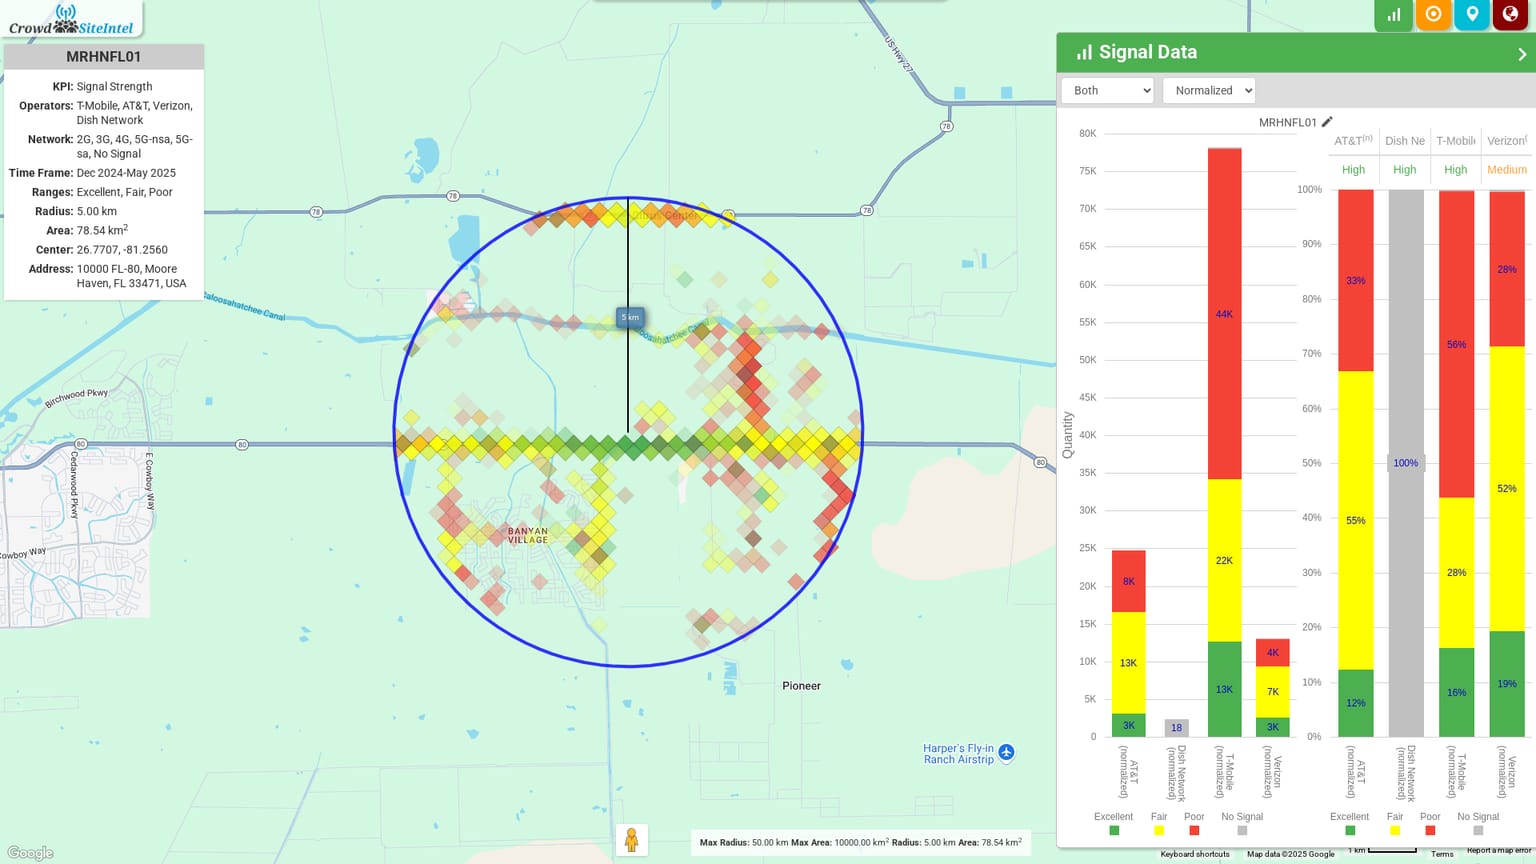 Crowd SiteIntel
MRHNFL01
KPI: Signal Strength
Operators: T-Mobile, AT&T, Verizon,
Dish Network
Network: 2G, 3G, 4G, 5G-nsa, 5G-
sa, No Signal
Time Frame: Dec 2024-May 2025
Ranges: Excellent, Fair, Poor
Radius: 5.00 km
Area: 78.54 km2
Center: 26.7707, -81.2560
Address: 10000 FL-80, Moore
Haven, FL 33471, USA
US Hwy 27
78
78
78
78
Citrus Center
Caloosahatchee Canal
5 km
Caloosahatchee Canal
Birchwood Pkwy
80
80
80
Cedarwood Pkwy
E Cowboy Way
Cowboy Way
BANYAN
VILLAGE
Pioneer
Harper's Fly-in
Ranch Airstrip
Google
Max Radius: 50.00 km Max Area: 10000.00 km2 Radius: 5.00 km Area: 78.54 km2
Signal Data
Both
Normalized
MRHNFL01
Quantity
80K
75K
70K
65K
60K
55K
50K
45K
40K
35K
30K
25K
20K
15K
10K
5K
0
8K
13K
3K
18
44K
22K
13K
4K
7K
3K
AT&T
(normalized)
Dish Network
(normalized)
T-Mobile
(normalized)
Verizon
(normalized)
Excellent Fair Poor No Signal
AT&T(n) Dish Ne T-Mobile Verizon(
High High High Medium
100%
90%
80%
70%
60%
50%
40%
30%
20%
10%
0%
33%
55%
12%
100%
56%
28%
16%
28%
52%
19%
AT&T
(normalized)
Dish Network
(normalized)
T-Mobile
(normalized)
Verizon
(normalized)
Excellent Fair Poor No Signal
Keyboard shortcuts Map data ©2025 Google 1 km Terms Report a map error